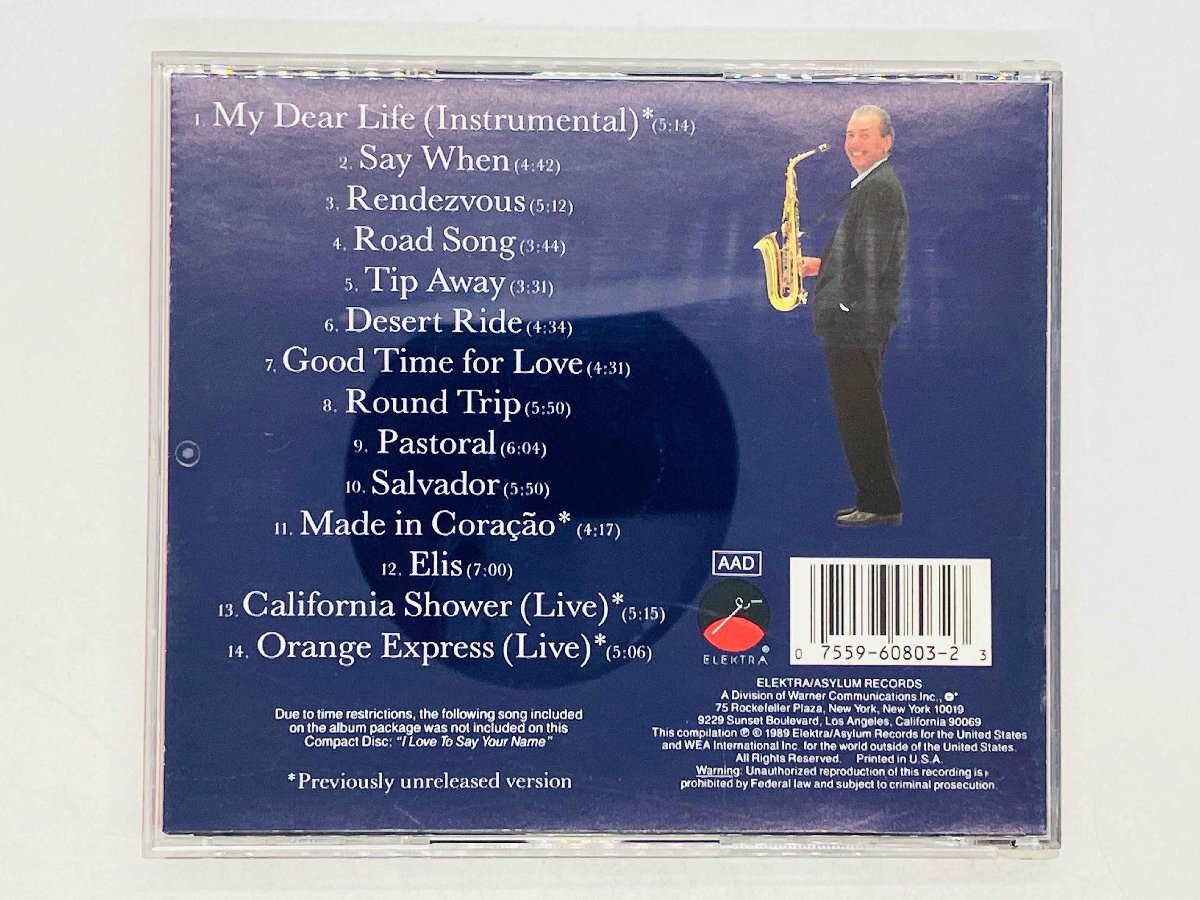 1. My Dear Life (Instrumental)*(5:14)
2. Say When (4:42)
3. Rendezvous (5:12)
4. Road Song (3:44)
5. Tip Away (3:31)
6. Desert Ride (4:34)
7. Good Time for Love (4:31)
8. Round Trip (5:50)
9. Pastoral (6:04)
10. Salvador (5:50)
11. Made in Coração* (4:17)
12. Elis (7:00)
13. California Shower (Live)*(5:15)
14. Orange Express (Live)*(5:06)
Due to time restrictions, the following song included
on the album package was not included on this
Compact Disc: "I Love To Say Your Name"
*Previously unreleased version
AAD
ELEKTRA®
0 7559-60803-2 3
ELEKTRA/ASYLUM RECORDS
A Division of Warner Communications Inc.,
75 Rockefeller Plaza, New York, New York 10019
9229 Sunset Boulevard, Los Angeles, California 90069
This compilation ℗ © 1989 Elektra/Asylum Records for the United States
and WEA International Inc. for the world outside of the United States.
All Rights Reserved. Printed in U.S.A.
Warning: Unauthorized reproduction of this recording is
prohibited by Federal law and subject to criminal prosecution.